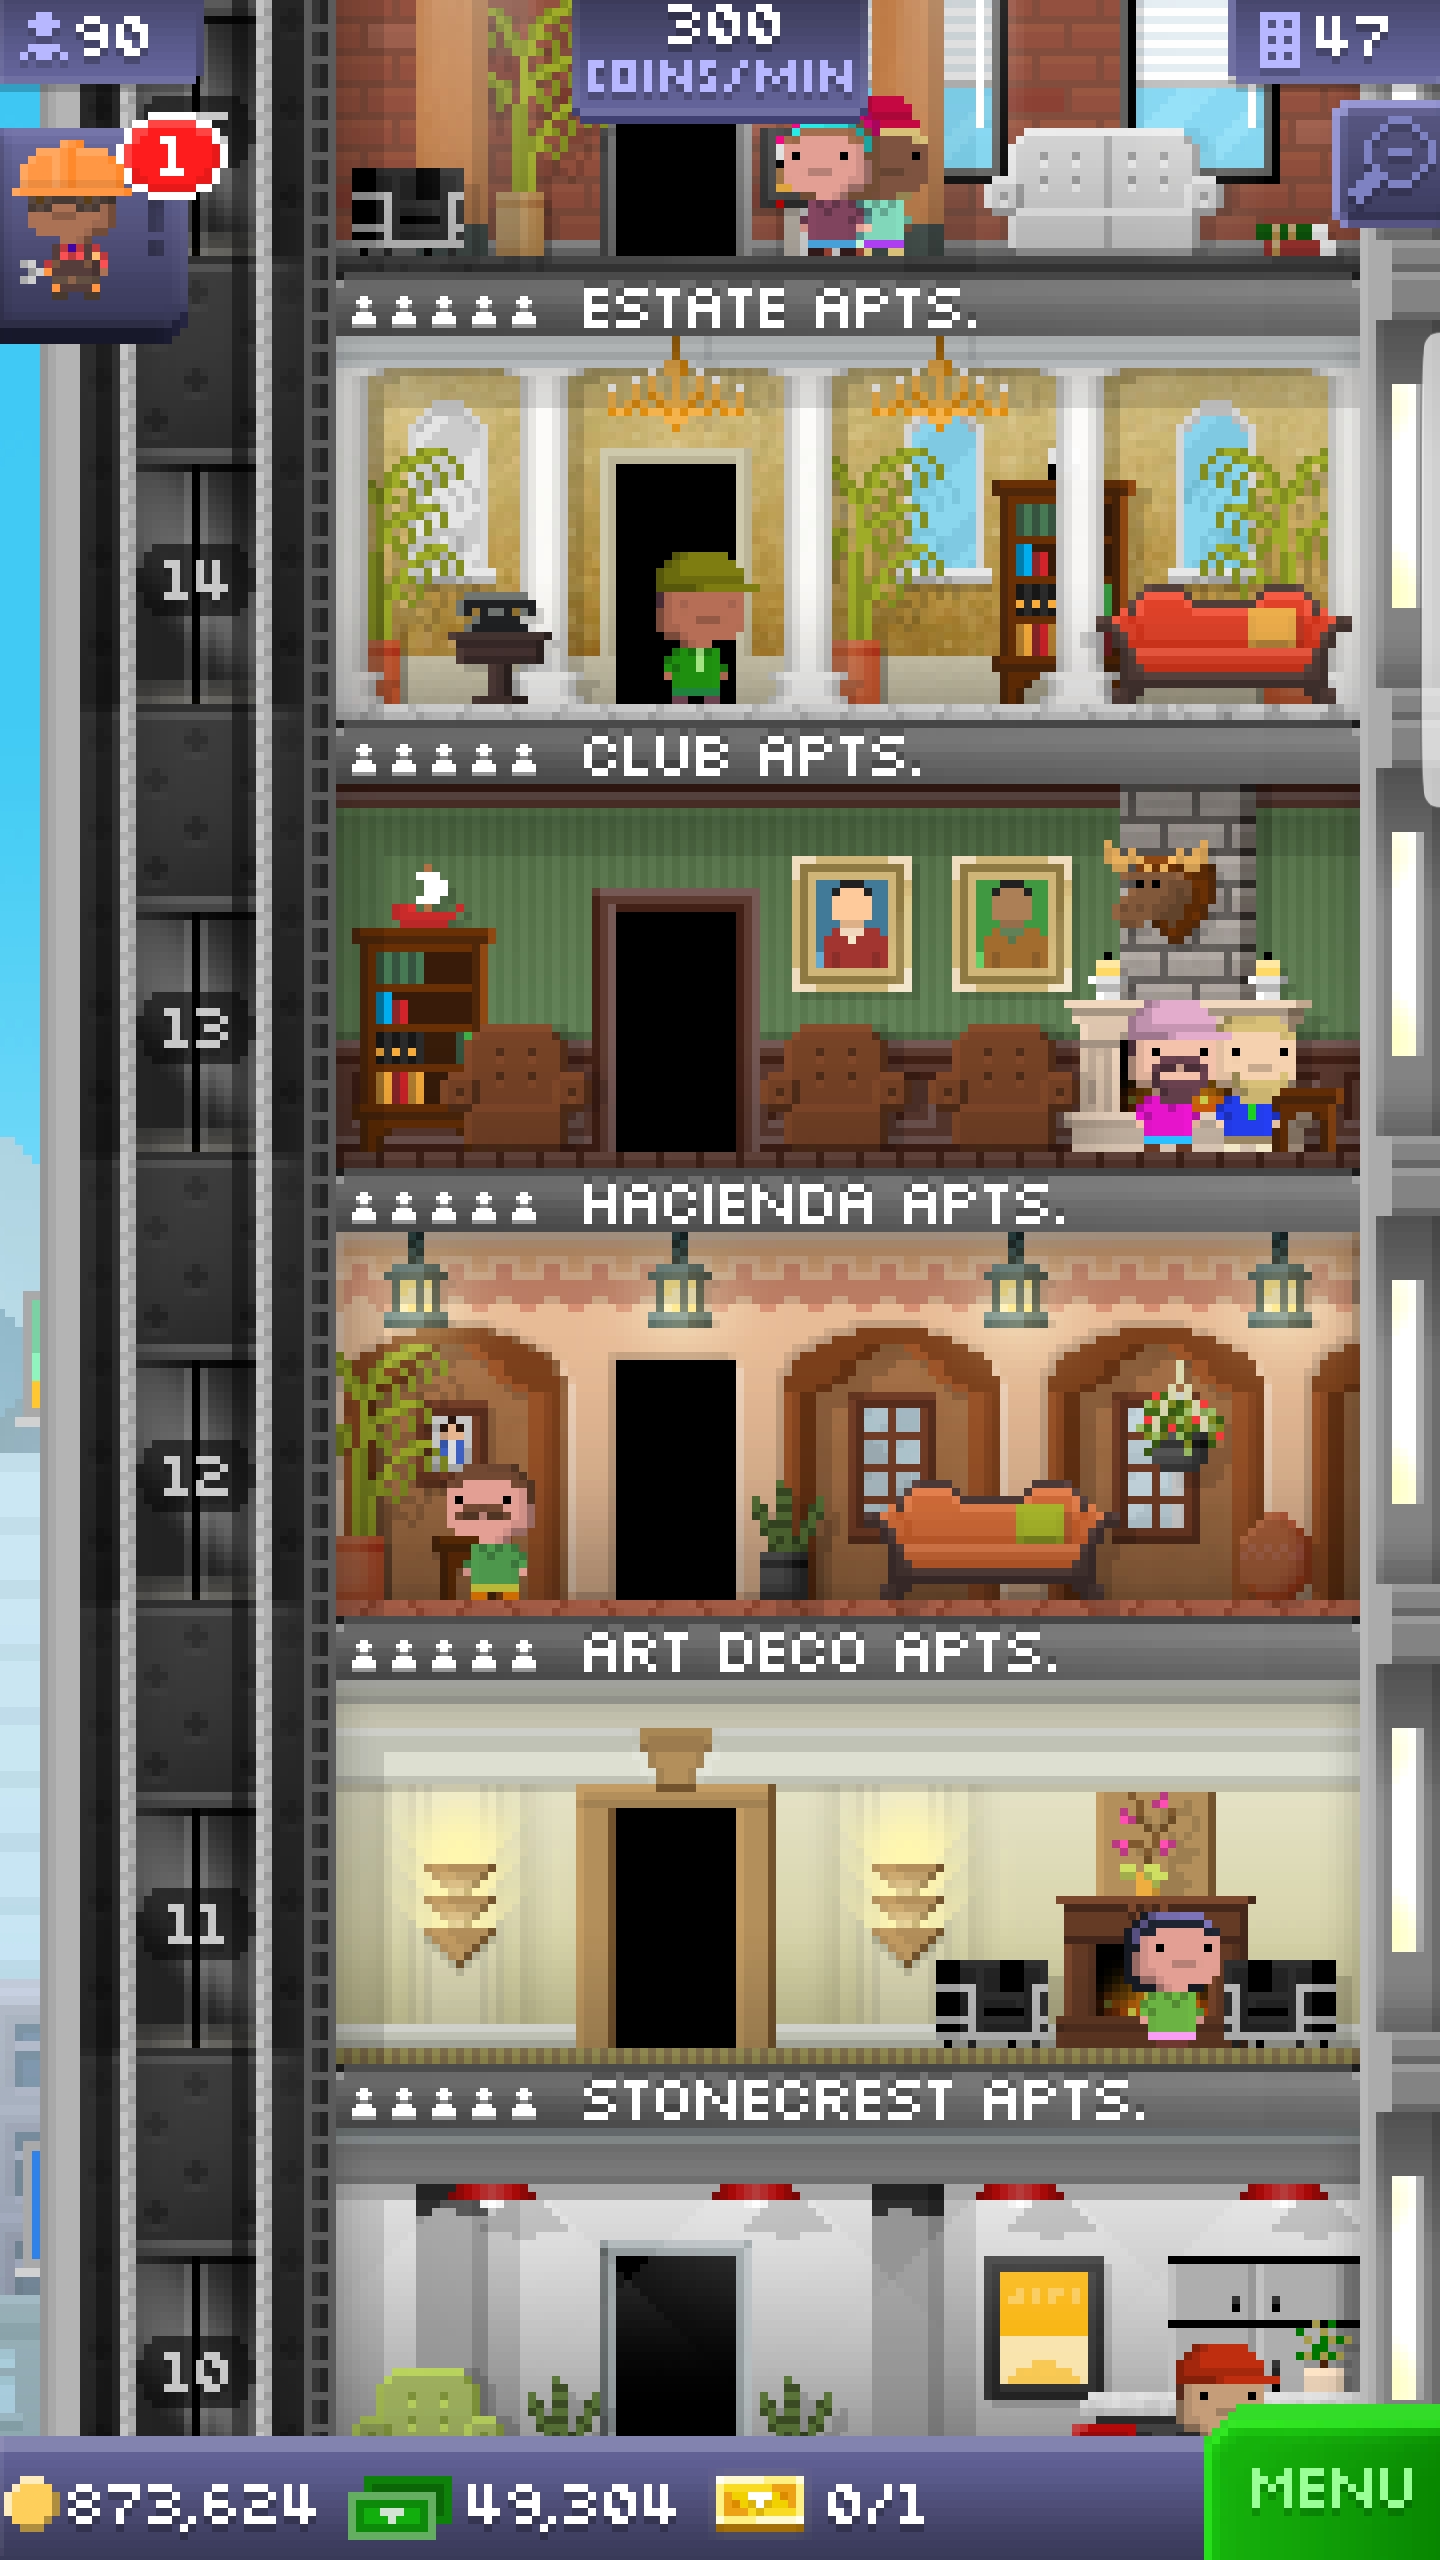 90
300
COINS/MIN
47
1
ESTATE APTS.
14
CLUB APTS.
13
HACIENDA APTS.
12
ART DECO APTS.
11
STONECREST APTS.
10
873,624
49,304
0/1
MENU